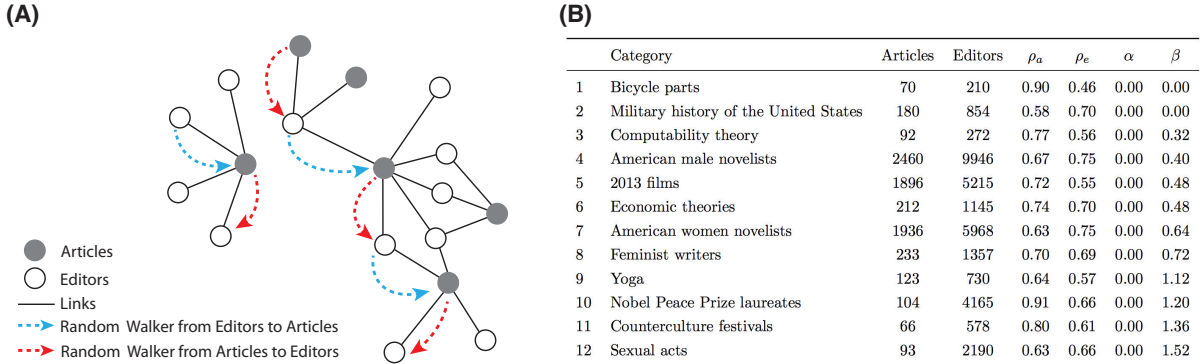 (A)
Articles
Editors
Links
Random Walker from Editors to Articles
Random Walker from Articles to Editors
(B)
Category Articles Editors ρa ρe α β
1 Bicycle parts 70 210 0.90 0.46 0.00 0.00
2 Military history of the United States 180 854 0.58 0.70 0.00 0.00
3 Computability theory 92 272 0.77 0.56 0.00 0.32
4 American male novelists 2460 9946 0.67 0.75 0.00 0.40
5 2013 films 1896 5215 0.72 0.55 0.00 0.48
6 Economic theories 212 1145 0.74 0.70 0.00 0.48
7 American women novelists 1936 5968 0.63 0.75 0.00 0.64
8 Feminist writers 233 1357 0.70 0.69 0.00 0.72
9 Yoga 123 730 0.64 0.57 0.00 1.12
10 Nobel Peace Prize laureates 104 4165 0.91 0.66 0.00 1.20
11 Counterculture festivals 66 578 0.80 0.61 0.00 1.36
12 Sexual acts 93 2190 0.63 0.66 0.00 1.52